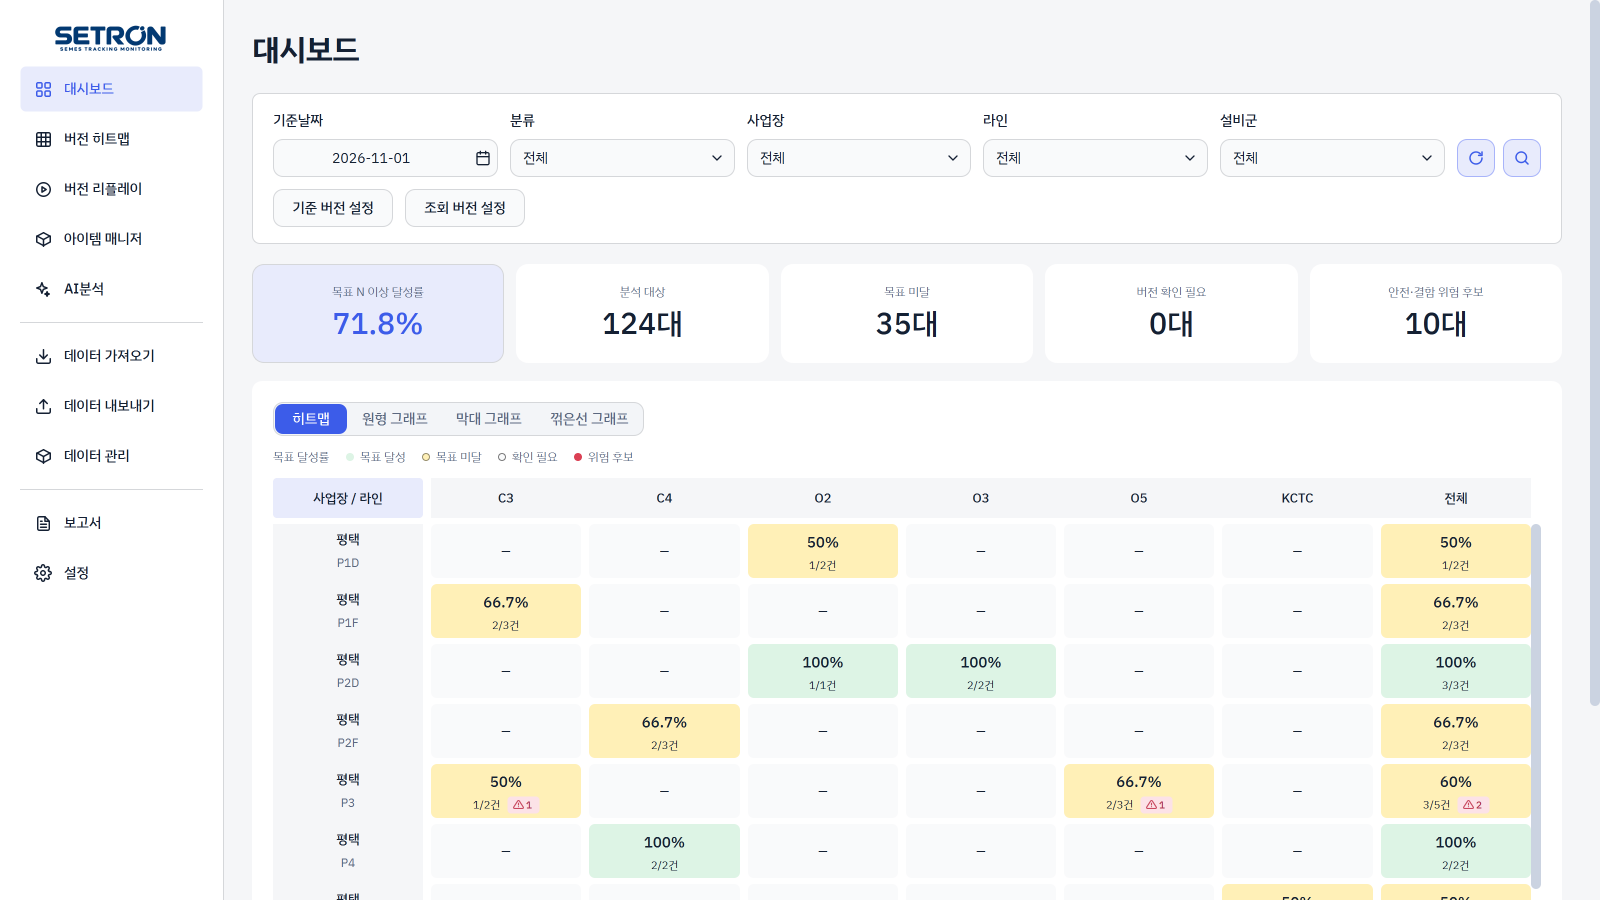 SETRON
SEMES TRACKING MONITORING
대시보드
버전 히트맵
버전 리플레이
아이템 매니저
AI분석
데이터 가져오기
데이터 내보내기
데이터 관리
보고서
설정
대시보드
기준날짜 분류 사업장 라인 설비군
2026-11-01 전체 전체 전체 전체
기준 버전 설정 조회 버전 설정
목표 N 이상 달성률 분석 대상 목표 미달 버전 확인 필요 안전·결함 위험 후보
71.8% 124대 35대 0대 10대
히트맵 원형 그래프 막대 그래프 꺾은선 그래프
목표 달성률 목표 달성 목표 미달 확인 필요 위험 후보
사업장 / 라인 C3 C4 O2 O3 O5 KCTC 전체
평택 — — 50% — — — 50%
P1D 1/2건 1/2건
평택 66.7% — — — — — 66.7%
P1F 2/3건 2/3건
평택 — — 100% 100% — — 100%
P2D 1/1건 2/2건 3/3건
평택 — 66.7% — — — — 66.7%
P2F 2/3건 2/3건
평택 50% — — — 66.7% — 60%
P3 1/2건 1 2/3건 1 3/5건 2
평택 — 100% — — — — 100%
P4 2/2건 2/2건
평택 50% 50%